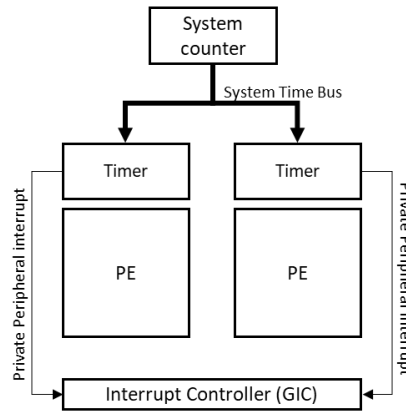 System
counter
System Time Bus
Timer
Timer
Private Peripheral interrupt
Private Peripheral interrupt
PE
PE
Interrupt Controller (GIC)